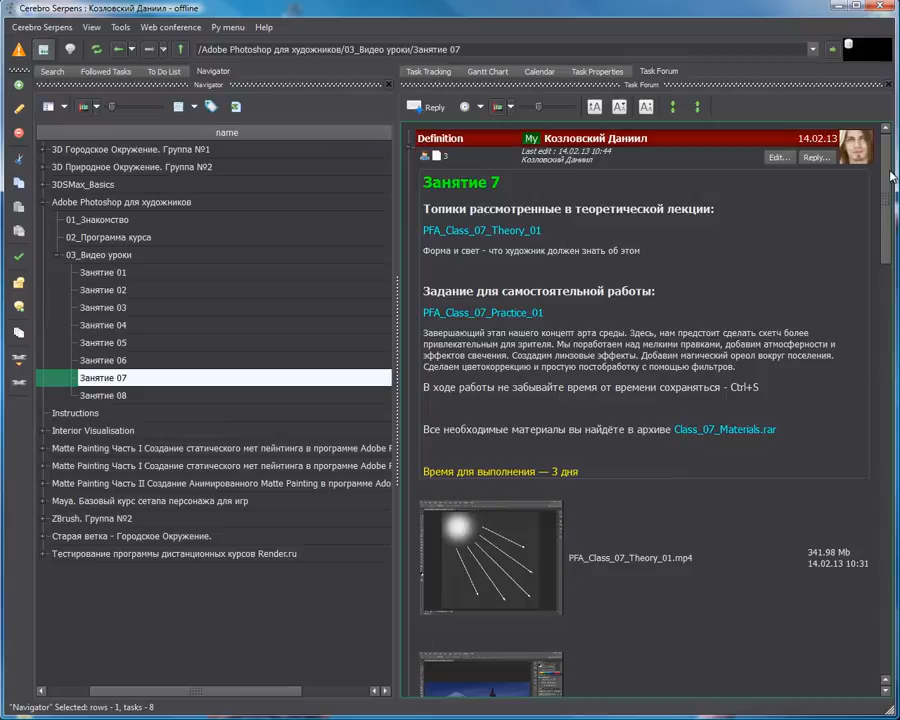 Cerebro Serpens : Козловский Даниил - offline
Cerebro Serpens View Tools Web conference Py menu Help
/Adobe Photoshop для художников/03_Видео уроки/Занятие 07
Search Followed Tasks To Do List Navigator
Navigator
name
3D Городское Окружение. Группа №1
3D Природное Окружение. Группа №2
3DSMax_Basics
Adobe Photoshop для художников
01_Знакомство
02_Программа курса
03_Видео уроки
Занятие 01
Занятие 02
Занятие 03
Занятие 04
Занятие 05
Занятие 06
Занятие 07
Занятие 08
Instructions
Interior Visualisation
Matte Painting Часть I Создание статического мет пейнтинга в программе Adobe F
Matte Painting Часть I Создание статического мет пейнтинга в программе Adobe F
Matte Painting Часть II Создание Анимированного Matte Painting в программе Ado
Maya. Базовый курс сетапа персонажа для игр
ZBrush. Группа №2
Старая ветка - Городское Окружение.
Тестирование программы дистанционных курсов Render.ru
Task Tracking Gantt Chart Calendar Task Properties Task Forum
Task Forum
Reply
Definition My Козловский Даниил 14.02.13
3 Last edit : 14.02.13 10:44
Козловский Даниил
Edit... Reply...
Занятие 7
Топики рассмотренные в теоретической лекции:
PFA_Class_07_Theory_01
Форма и свет - что художник должен знать об этом
Задание для самостоятельной работы:
PFA_Class_07_Practice_01
Завершающий этап нашего концепт арта среды. Здесь, нам предстоит сделать скетч более
привлекательным для зрителя. Мы поработаем над мелкими правками, добавим атмосферности и
эффектов свечения. Создадим линзовые эффекты. Добавим магический ореол вокруг поселения.
Сделаем цветокоррекцию и простую постобработку с помощью фильтров.
В ходе работы не забывайте время от времени сохраняться - Ctrl+S
Все необходимые материалы вы найдёте в архиве Class_07_Materials.rar
Время для выполнения — 3 дня
PFA_Class_07_Theory_01.mp4
341.98 Mb
14.02.13 10:31
"Navigator" Selected: rows - 1, tasks - 8